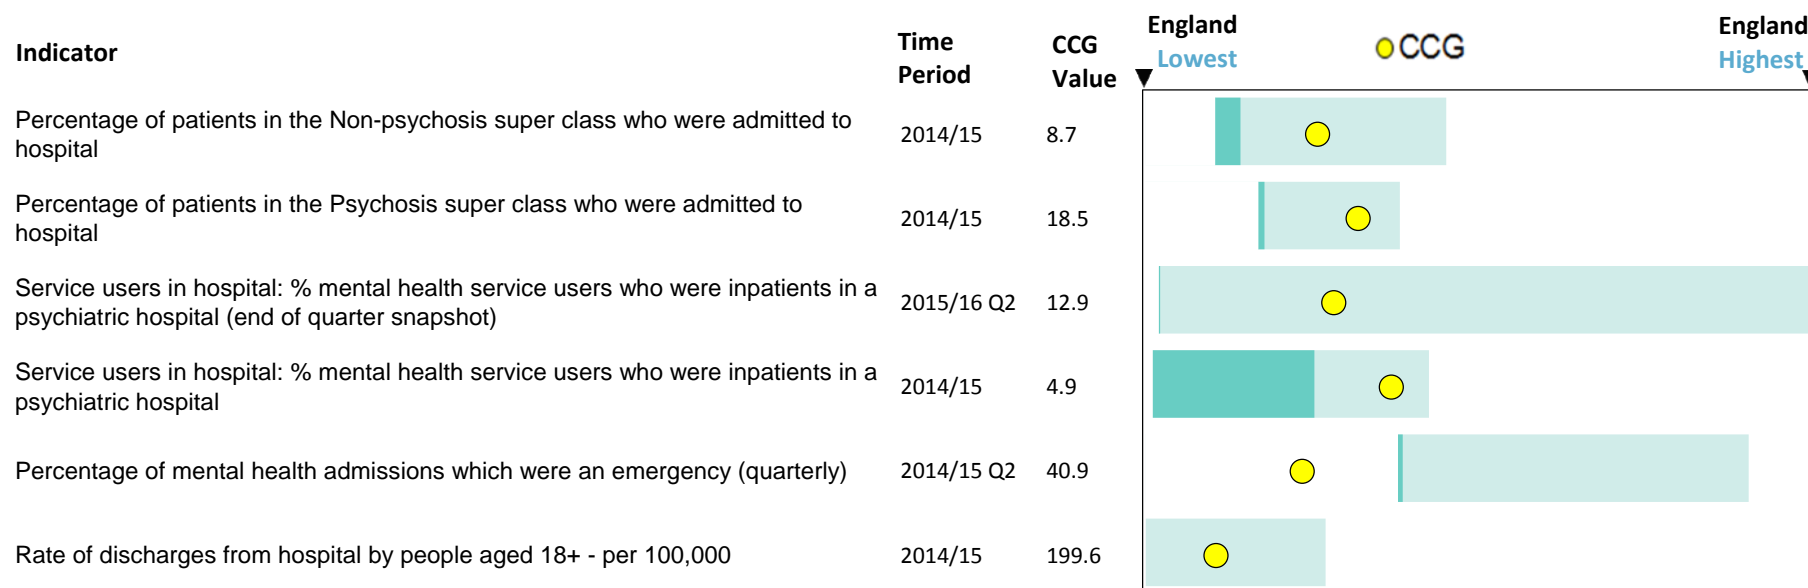 Indicator
Time Period
CCG Value
England Lowest
CCG
England Highest
Percentage of patients in the Non-psychosis super class who were admitted to
hospital
2014/15
8.7
Percentage of patients in the Psychosis super class who were admitted to
hospital
2014/15
18.5
Service users in hospital: % mental health service users who were inpatients in a
psychiatric hospital (end of quarter snapshot)
2015/16 Q2
12.9
Service users in hospital: % mental health service users who were inpatients in a
psychiatric hospital
2014/15
4.9
Percentage of mental health admissions which were an emergency (quarterly)
2014/15 Q2
40.9
Rate of discharges from hospital by people aged 18+ - per 100,000
2014/15
199.6